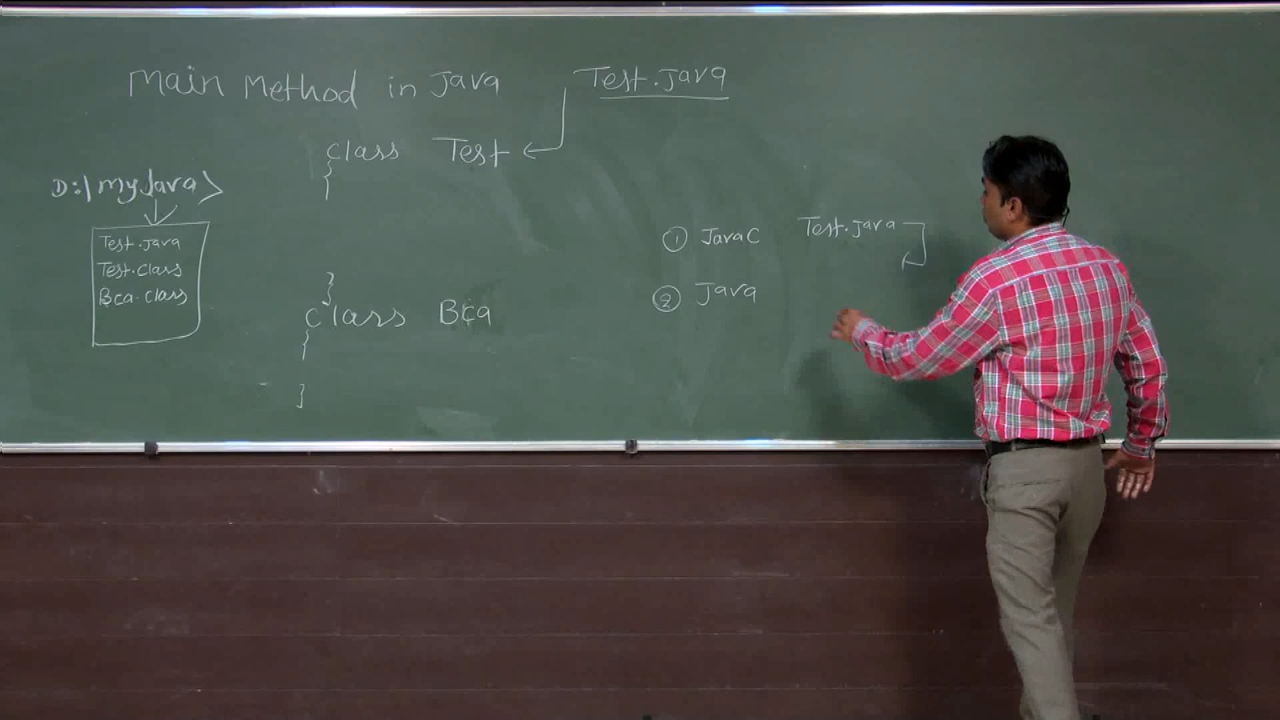 Main Method in Java
Test.java
class Test
{
}
class Bca
{
}
D:\myJava>
Test.java
Test.class
Bca.class
① JavaC Test.java
② Java